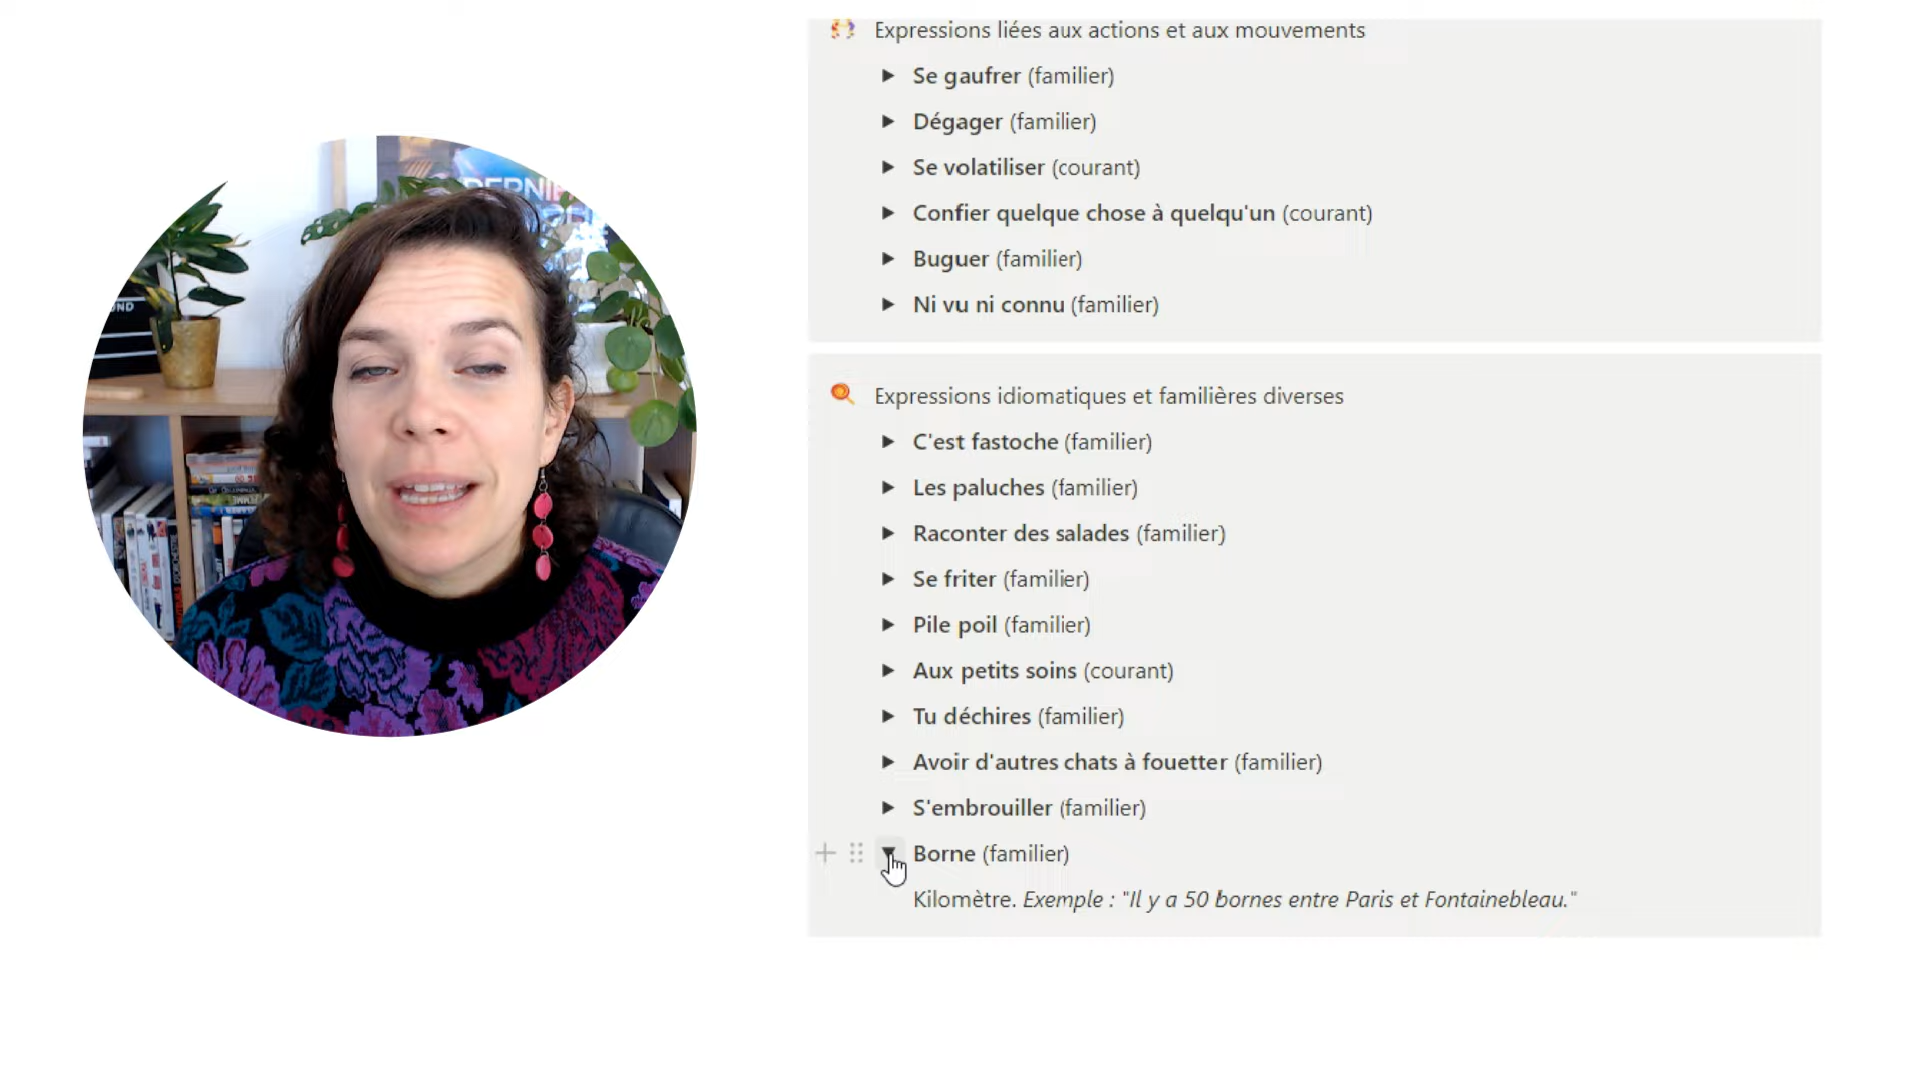 Expressions liées aux actions et aux mouvements
Se gaufrer (familier)
Dégager (familier)
Se volatiliser (courant)
Confier quelque chose à quelqu'un (courant)
Buguer (familier)
Ni vu ni connu (familier)
Expressions idiomatiques et familières diverses
C'est fastoche (familier)
Les paluches (familier)
Raconter des salades (familier)
Se friter (familier)
Pile poil (familier)
Aux petits soins (courant)
Tu déchires (familier)
Avoir d'autres chats à fouetter (familier)
S'embrouiller (familier)
Borne (familier)
Kilomètre. Exemple : "Il y a 50 bornes entre Paris et Fontainebleau."